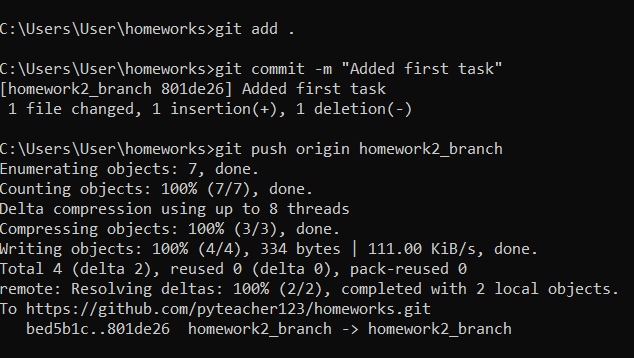 C:\Users\User\homeworks>git add .
C:\Users\User\homeworks>git commit -m "Added first task"
[homework2_branch 801de26] Added first task
 1 file changed, 1 insertion(+), 1 deletion(-)
C:\Users\User\homeworks>git push origin homework2_branch
Enumerating objects: 7, done.
Counting objects: 100% (7/7), done.
Delta compression using up to 8 threads
Compressing objects: 100% (3/3), done.
Writing objects: 100% (4/4), 334 bytes | 111.00 KiB/s, done.
Total 4 (delta 2), reused 0 (delta 0), pack-reused 0
remote: Resolving deltas: 100% (2/2), completed with 2 local objects.
To https://github.com/pyteacher123/homeworks.git
   bed5b1c..801de26  homework2_branch -> homework2_branch